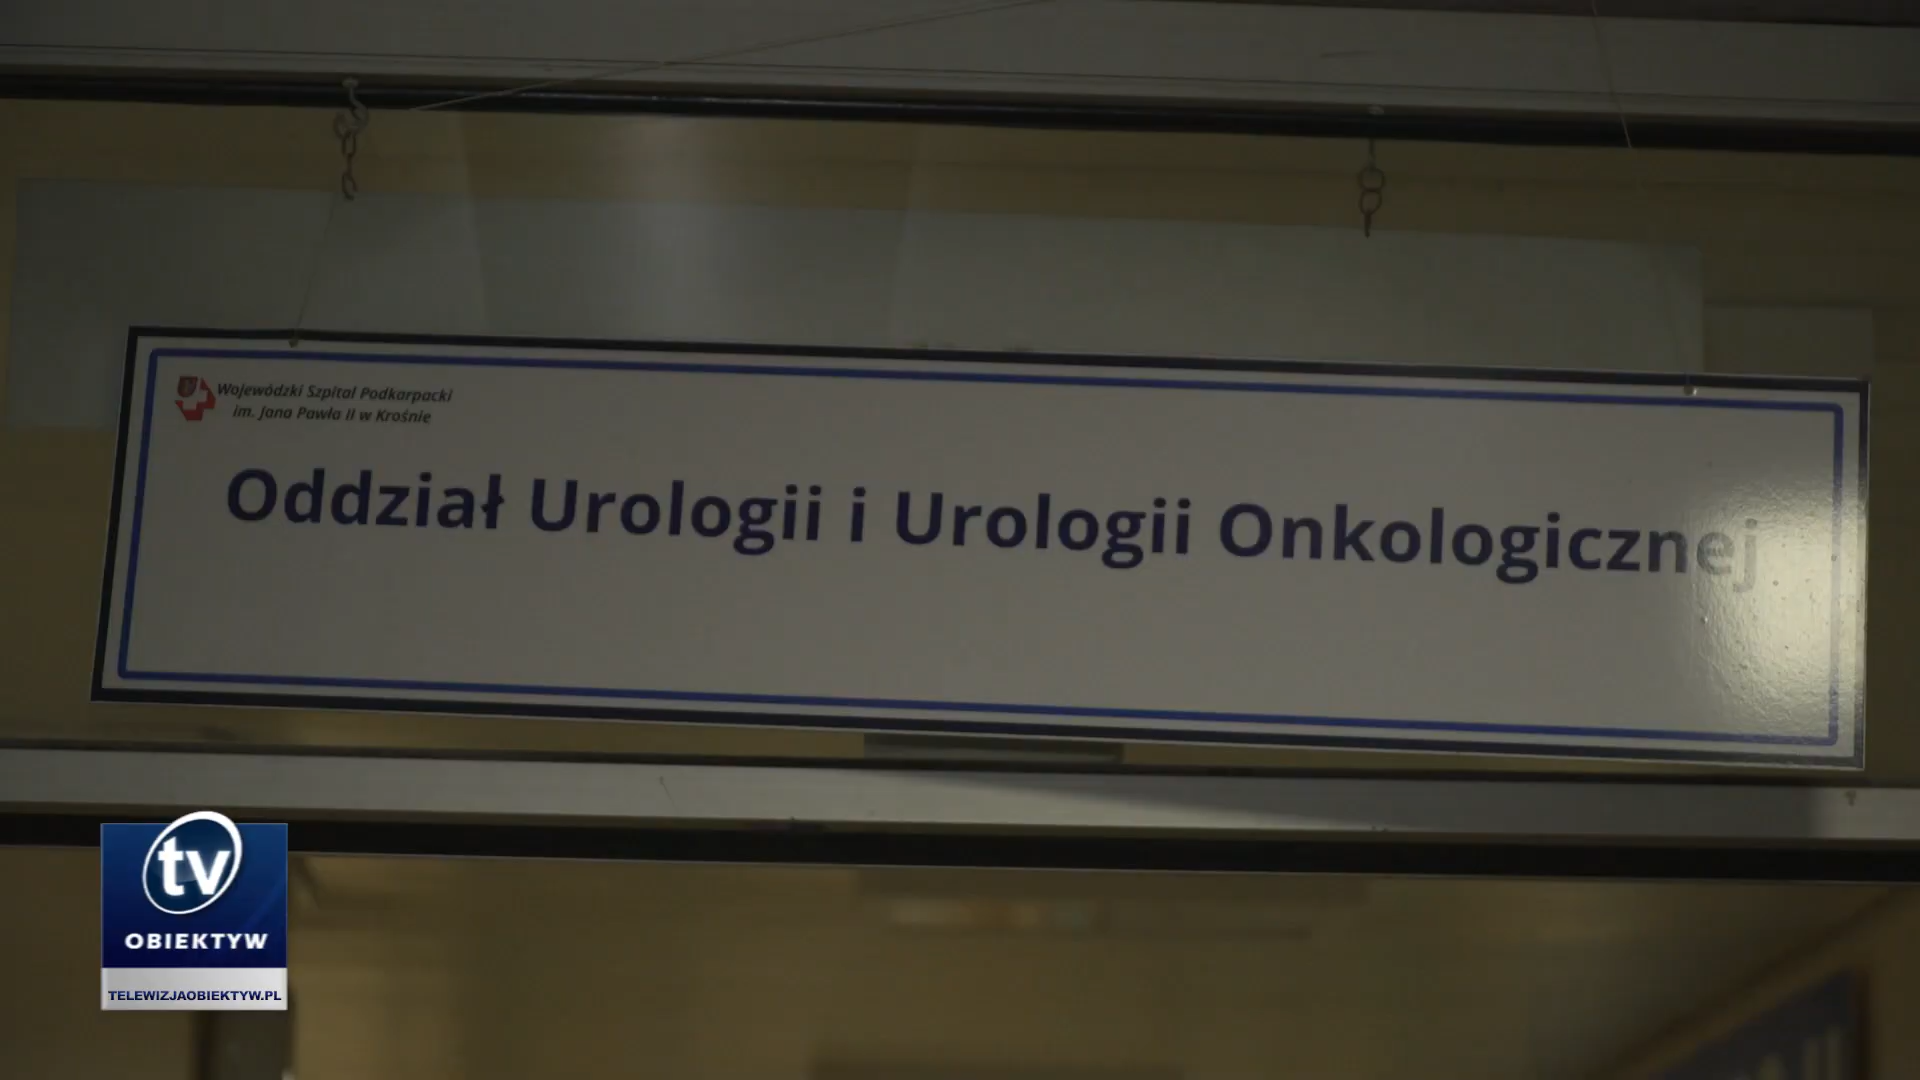 Wojewódzki Szpital Podkarpacki
im. Jana Pawła II w Krośnie
Oddział Urologii i Urologii Onkologicznej
tv
OBIEKTYW
TELEWIZJAOBIEKTYW.PL